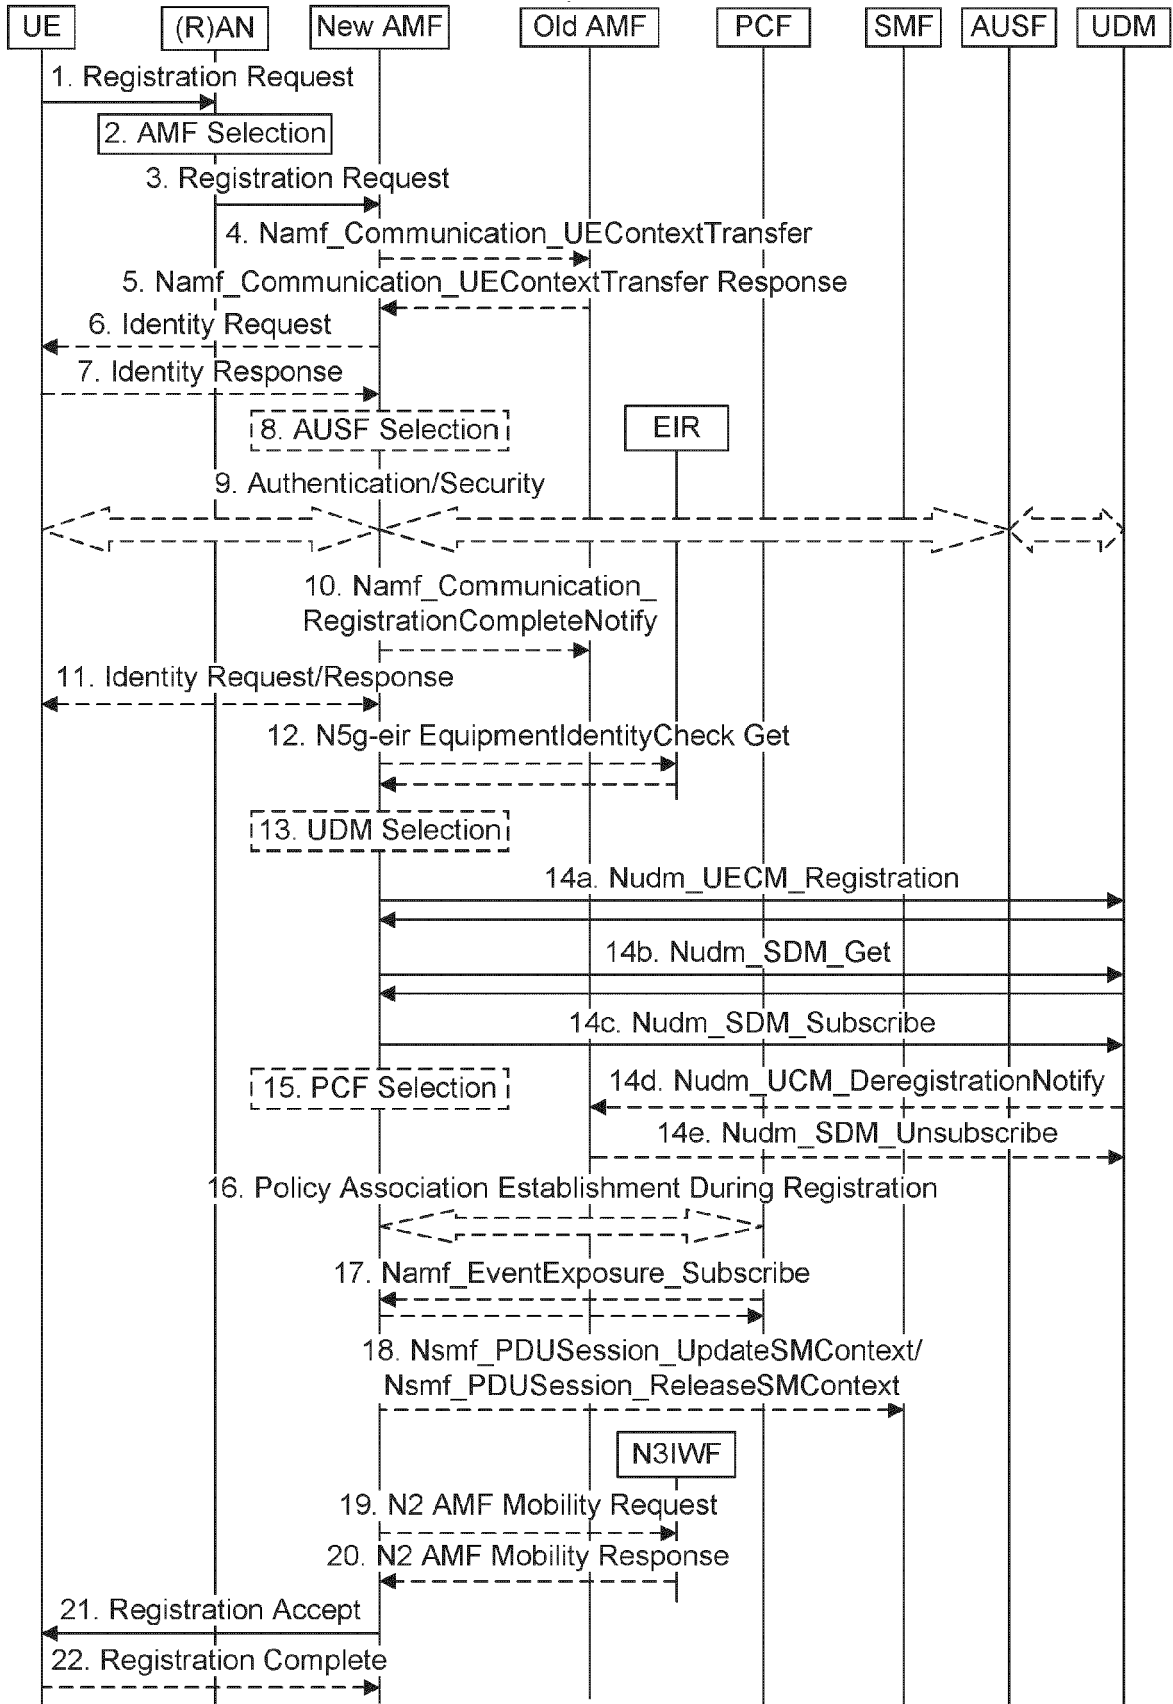 UE
(R)AN
New AMF
Old AMF
PCF
SMF
AUSF
UDM
1. Registration Request
2. AMF Selection
3. Registration Request
4. Namf_Communication_UEContextTransfer
5. Namf_Communication_UEContextTransfer Response
6. Identity Request
7. Identity Response
8. AUSF Selection
EIR
9. Authentication/Security
10. Namf_Communication_
RegistrationCompleteNotify
11. Identity Request/Response
12. N5g-eir EquipmentIdentityCheck Get
13. UDM Selection
14a. Nudm_UECM_Registration
14b. Nudm_SDM_Get
14c. Nudm_SDM_Subscribe
15. PCF Selection
14d. Nudm_UCM_DeregistrationNotify
14e. Nudm_SDM_Unsubscribe
16. Policy Association Establishment During Registration
17. Namf_EventExposure_Subscribe
18. Nsmf_PDUSession_UpdateSMContext/
Nsmf_PDUSession_ReleaseSMContext
N3IWF
19. N2 AMF Mobility Request
20. N2 AMF Mobility Response
21. Registration Accept
22. Registration Complete